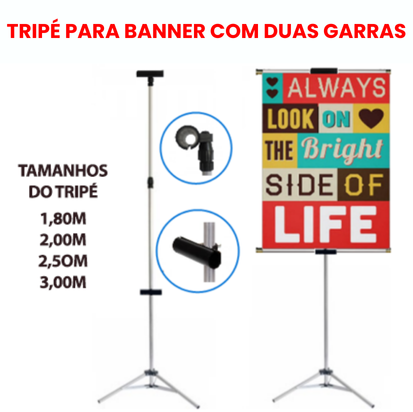 TRIPÉ PARA BANNER COM DUAS GARRAS
TAMANHOS
DO TRIPÉ
1,80M
2,00M
2,50M
3,00M
ALWAYS
LOOK ON
THE Bright
SIDE OF
LIFE